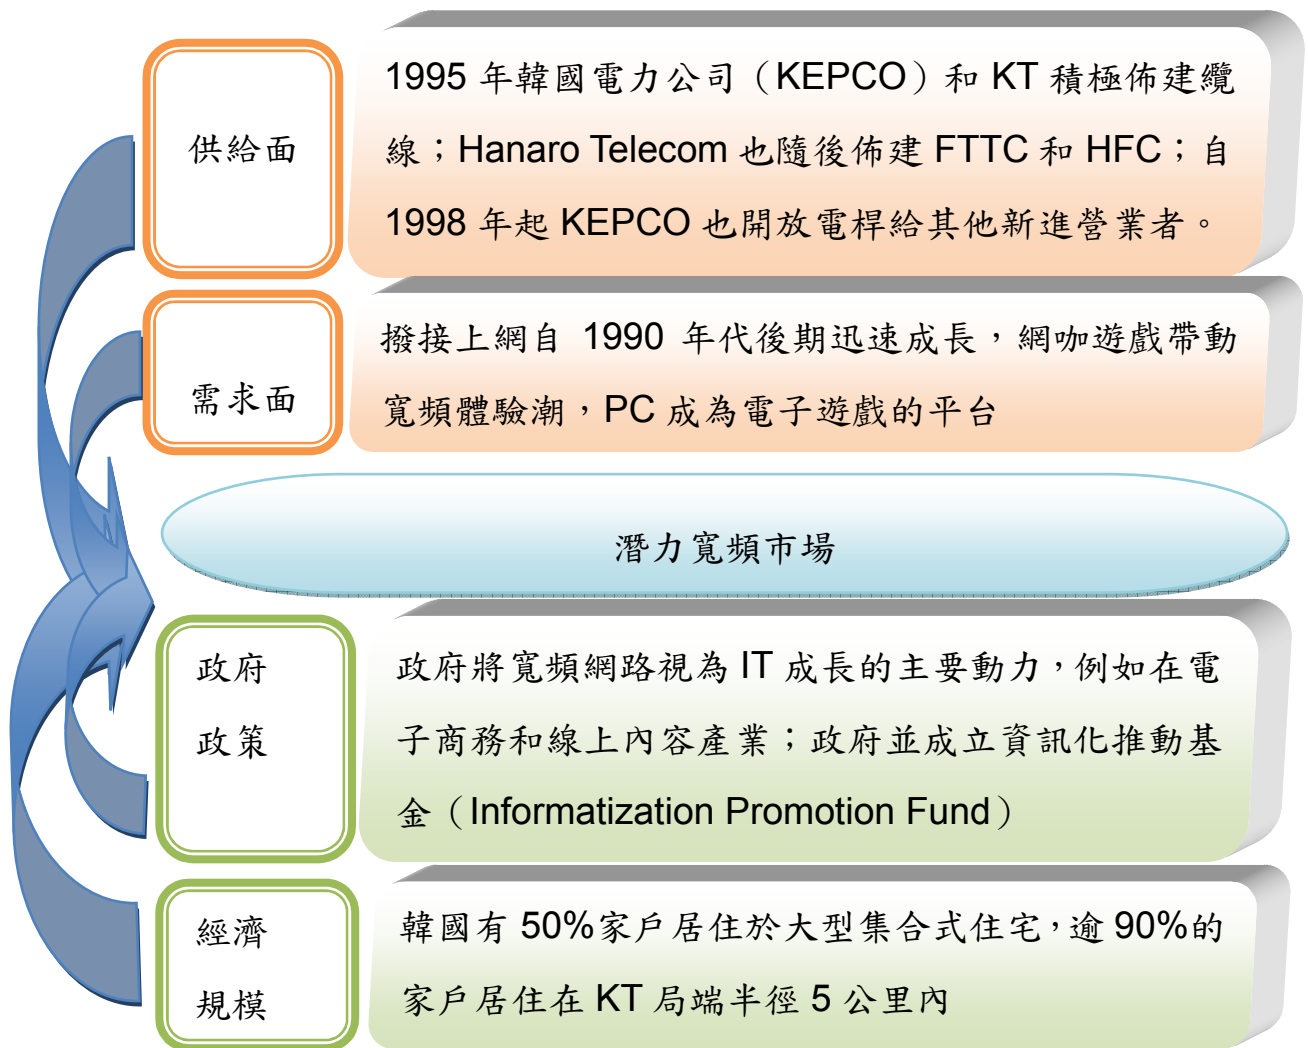 供給面
1995 年韓國電力公司（KEPCO）和 KT 積極佈建纜
線；Hanaro Telecom 也隨後佈建 FTTC 和 HFC；自
1998 年起 KEPCO 也開放電桿給其他新進營業者。
需求面
撥接上網自 1990 年代後期迅速成長，網咖遊戲帶動
寬頻體驗潮，PC 成為電子遊戲的平台
潛力寬頻市場
政府
政策
政府將寬頻網路視為 IT 成長的主要動力，例如在電
子商務和線上內容產業；政府並成立資訊化推動基
金（Informatization Promotion Fund）
經濟
規模
韓國有 50%家戶居住於大型集合式住宅，逾 90%的
家戶居住在 KT 局端半徑 5 公里內